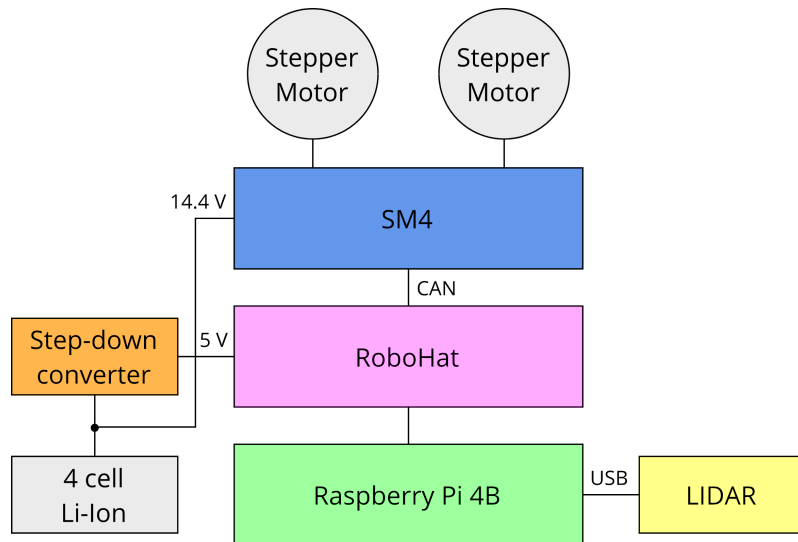 Stepper
Motor
Stepper
Motor
14.4 V
SM4
CAN
Step-down
converter
5 V
RoboHat
4 cell
Li-Ion
Raspberry Pi 4B
USB
LIDAR